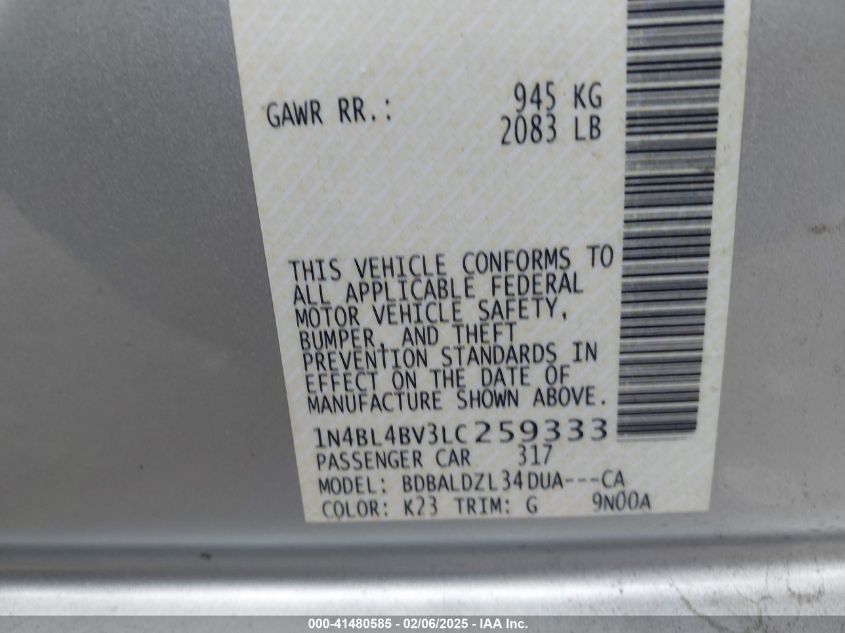 GAWR RR.: 945 KG
2083 LB
THIS VEHICLE CONFORMS TO
ALL APPLICABLE FEDERAL
MOTOR VEHICLE SAFETY,
BUMPER, AND THEFT
PREVENTION STANDARDS IN
EFFECT ON THE DATE OF
MANUFACTURE SHOWN ABOVE.
1N4BL4BV3LC259333
PASSENGER CAR 317
MODEL: BDBALDZL34DUA---CA
COLOR: K23 TRIM: G 9N00A
000-41480585 - 02/06/2025 - IAA Inc.